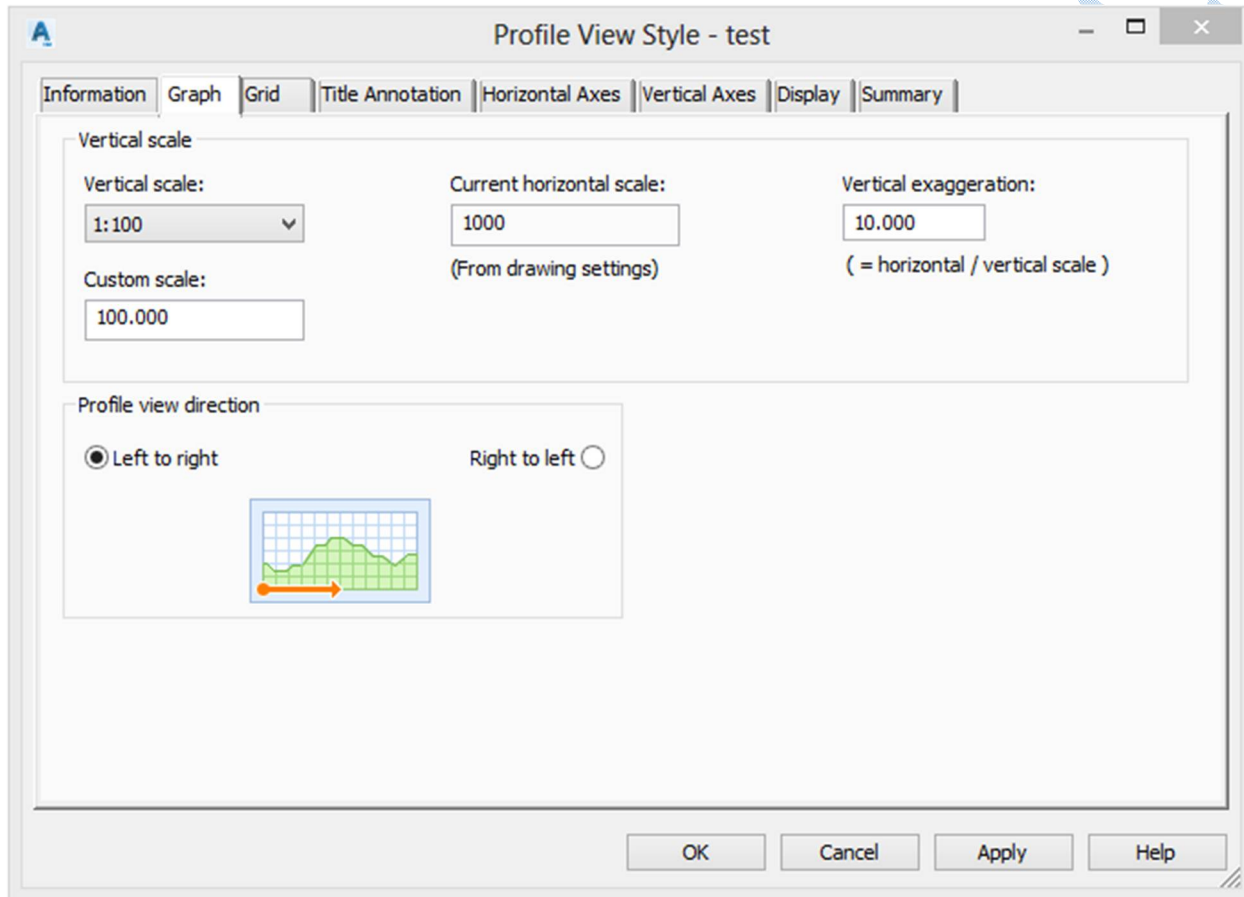 Profile View Style - test
Information Graph Grid Title Annotation Horizontal Axes Vertical Axes Display Summary
Vertical scale
Vertical scale: Current horizontal scale: Vertical exaggeration:
1:100 1000 10.000
(From drawing settings) ( = horizontal / vertical scale )
Custom scale:
100.000
Profile view direction
Left to right Right to left
OK Cancel Apply Help